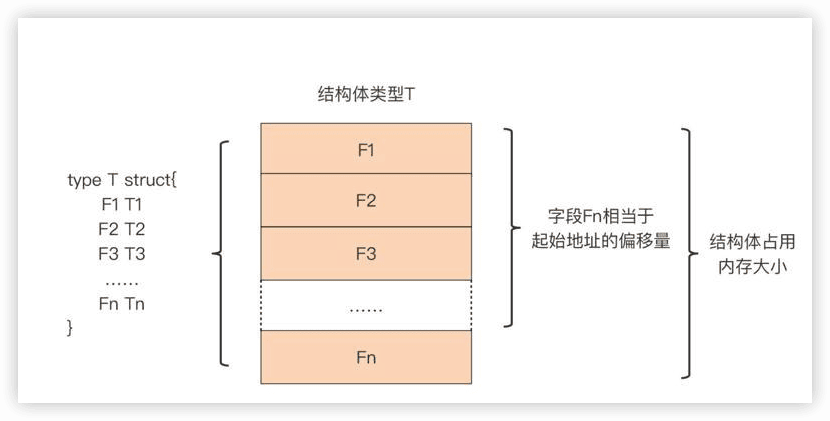 结构体类型T
type T struct{
F1 T1
F2 T2
F3 T3
……
Fn Tn
}
F1
F2
F3
……
Fn
字段Fn相当于
起始地址的偏移量
结构体占用
内存大小